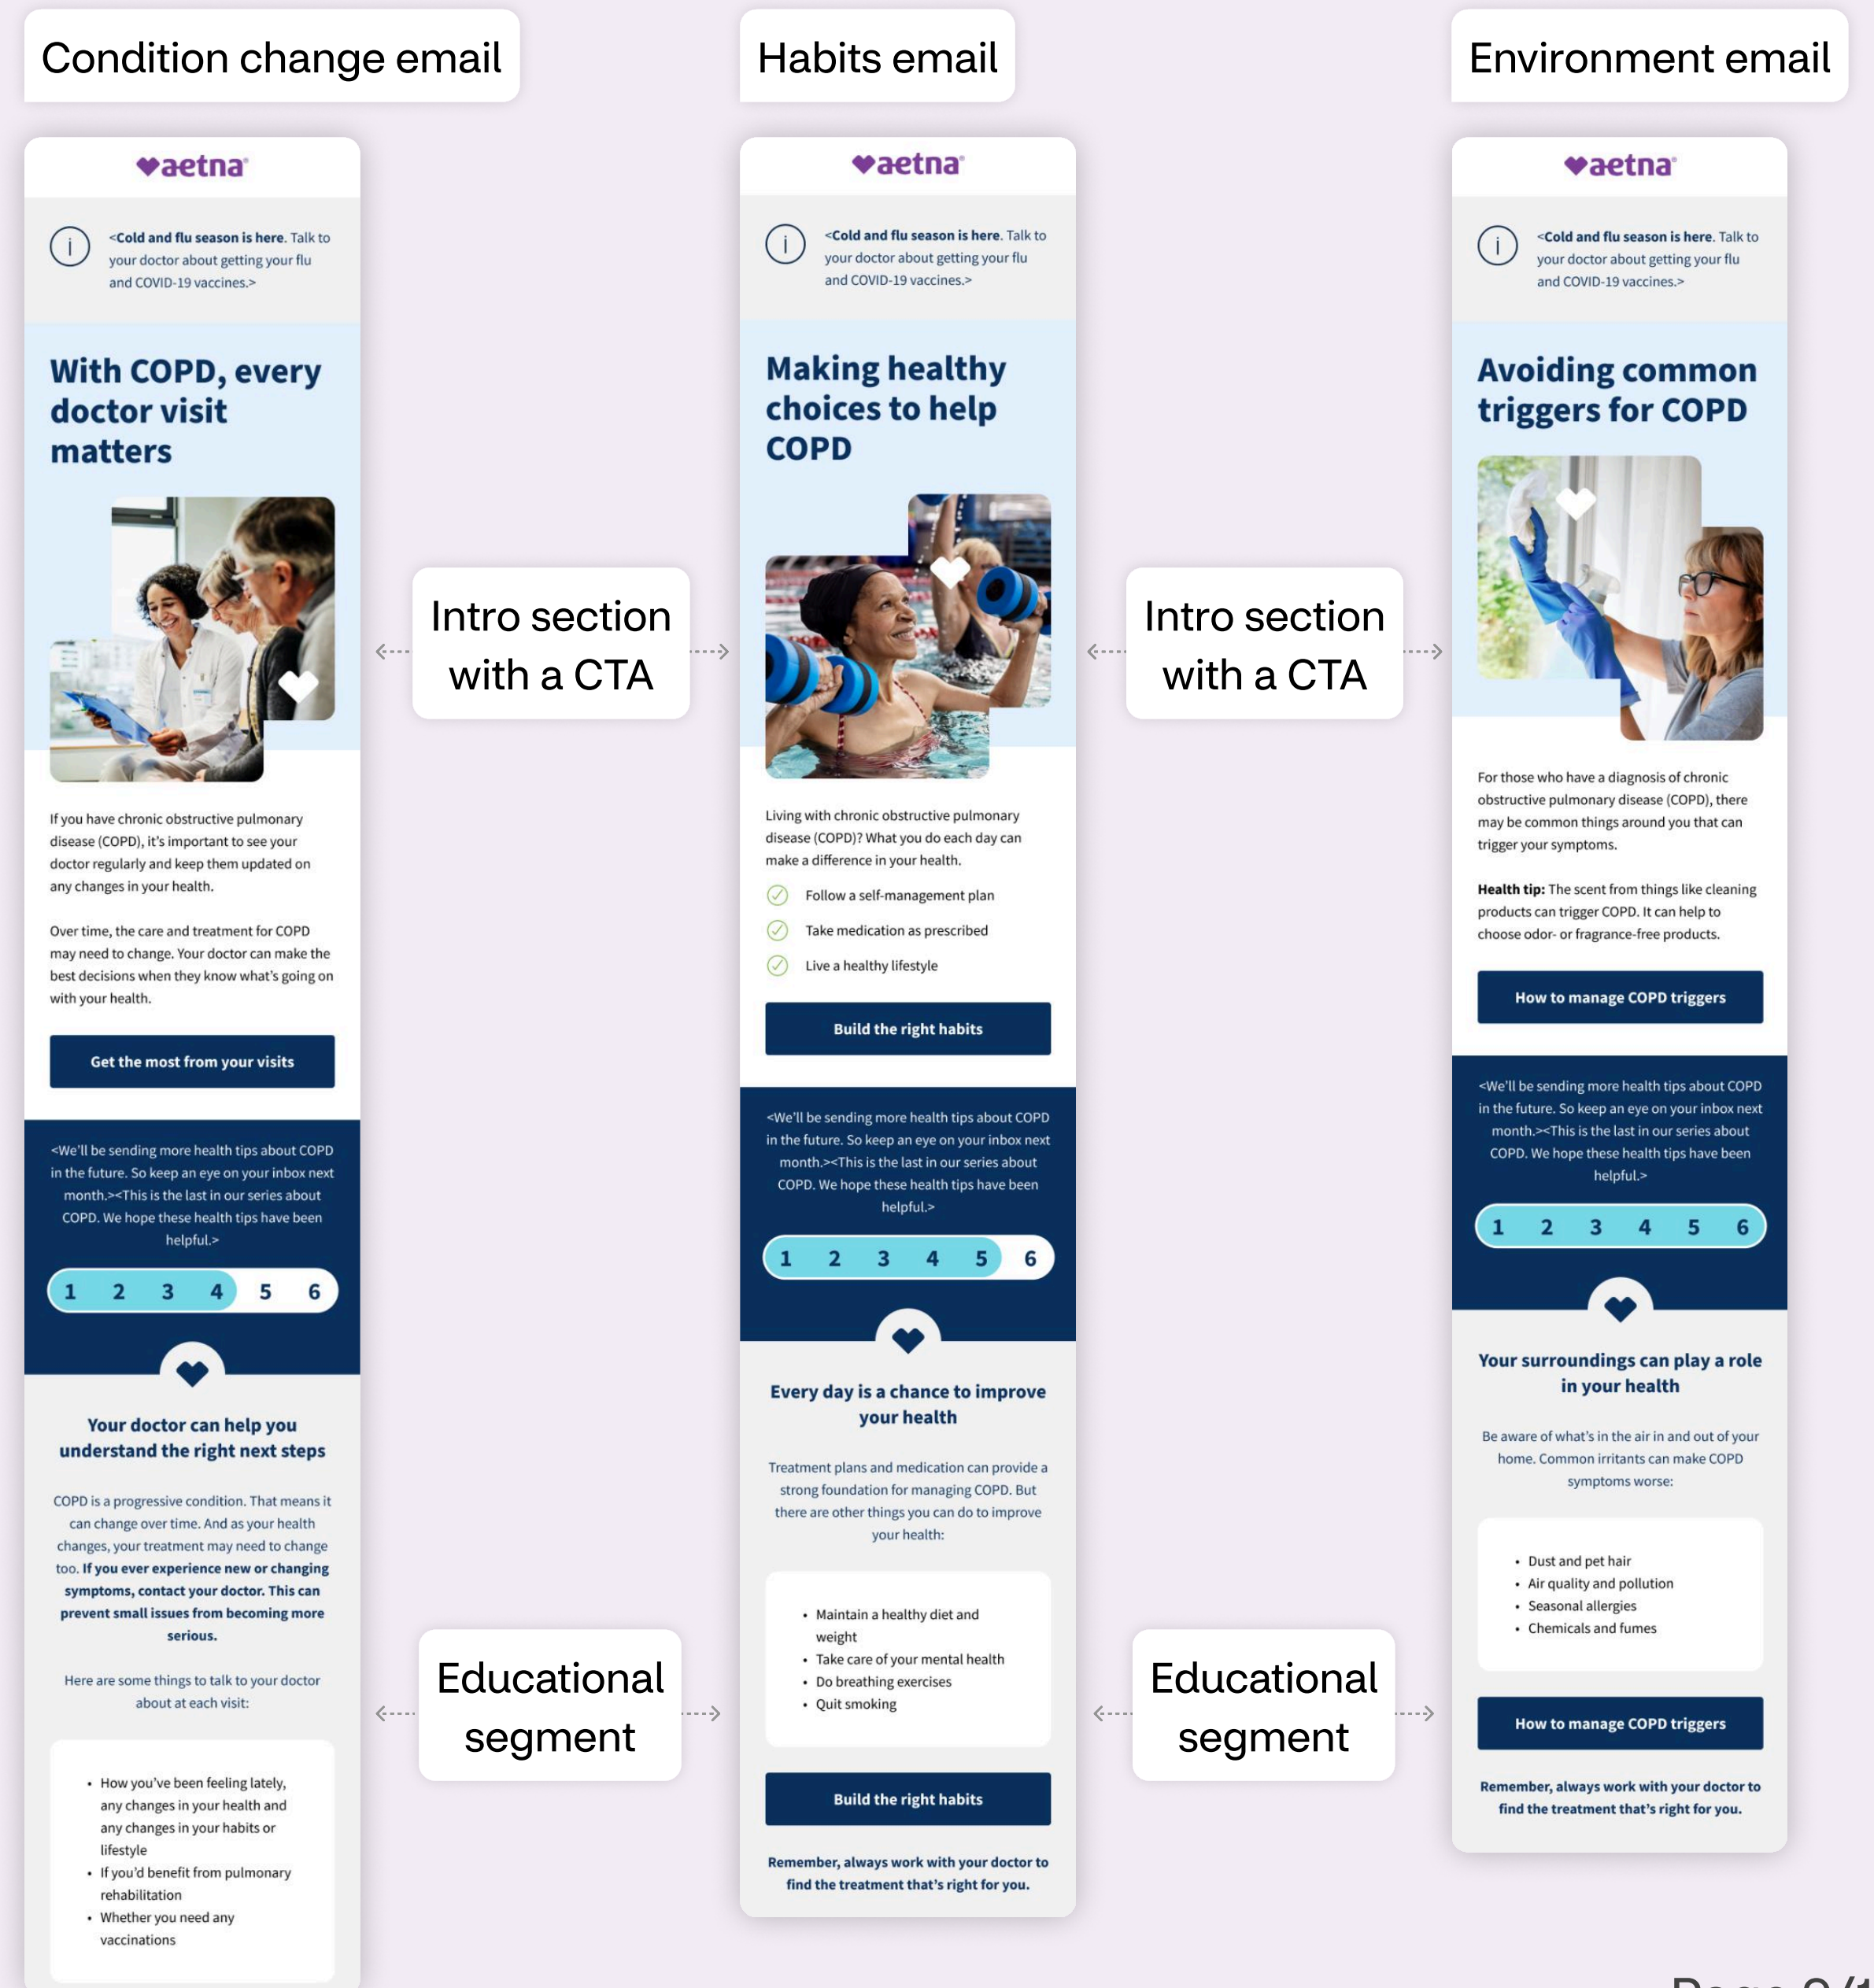 Condition change email
Habits email
Environment email
aetna®
<Cold and flu season is here. Talk to
your doctor about getting your flu
and COVID-19 vaccines.>
With COPD, every
doctor visit
matters
If you have chronic obstructive pulmonary
disease (COPD), it's important to see your
doctor regularly and keep them updated on
any changes in your health.
Over time, the care and treatment for COPD
may need to change. Your doctor can make the
best decisions when they know what's going on
with your health.
Get the most from your visits
<We'll be sending more health tips about COPD
in the future. So keep an eye on your inbox next
month.><This is the last in our series about
COPD. We hope these health tips have been
helpful.>
1 2 3 4 5 6
Your doctor can help you
understand the right next steps
COPD is a progressive condition. That means it
can change over time. And as your health
changes, your treatment may need to change
too. If you ever experience new or changing
symptoms, contact your doctor. This can
prevent small issues from becoming more
serious.
Here are some things to talk to your doctor
about at each visit:
• How you've been feeling lately,
any changes in your health and
any changes in your habits or
lifestyle
• If you'd benefit from pulmonary
rehabilitation
• Whether you need any
vaccinations
Intro section
with a CTA
Educational
segment
aetna®
<Cold and flu season is here. Talk to
your doctor about getting your flu
and COVID-19 vaccines.>
Making healthy
choices to help
COPD
Living with chronic obstructive pulmonary
disease (COPD)? What you do each day can
make a difference in your health.
Follow a self-management plan
Take medication as prescribed
Live a healthy lifestyle
Build the right habits
<We'll be sending more health tips about COPD
in the future. So keep an eye on your inbox next
month.><This is the last in our series about
COPD. We hope these health tips have been
helpful.>
1 2 3 4 5 6
Every day is a chance to improve
your health
Treatment plans and medication can provide a
strong foundation for managing COPD. But
there are other things you can do to improve
your health:
• Maintain a healthy diet and
weight
• Take care of your mental health
• Do breathing exercises
• Quit smoking
Build the right habits
Remember, always work with your doctor to
find the treatment that's right for you.
Intro section
with a CTA
Educational
segment
aetna®
<Cold and flu season is here. Talk to
your doctor about getting your flu
and COVID-19 vaccines.>
Avoiding common
triggers for COPD
For those who have a diagnosis of chronic
obstructive pulmonary disease (COPD), there
may be common things around you that can
trigger your symptoms.
Health tip: The scent from things like cleaning
products can trigger COPD. It can help to
choose odor- or fragrance-free products.
How to manage COPD triggers
<We'll be sending more health tips about COPD
in the future. So keep an eye on your inbox next
month.><This is the last in our series about
COPD. We hope these health tips have been
helpful.>
1 2 3 4 5 6
Your surroundings can play a role
in your health
Be aware of what's in the air in and out of your
home. Common irritants can make COPD
symptoms worse:
• Dust and pet hair
• Air quality and pollution
• Seasonal allergies
• Chemicals and fumes
How to manage COPD triggers
Remember, always work with your doctor to
find the treatment that's right for you.